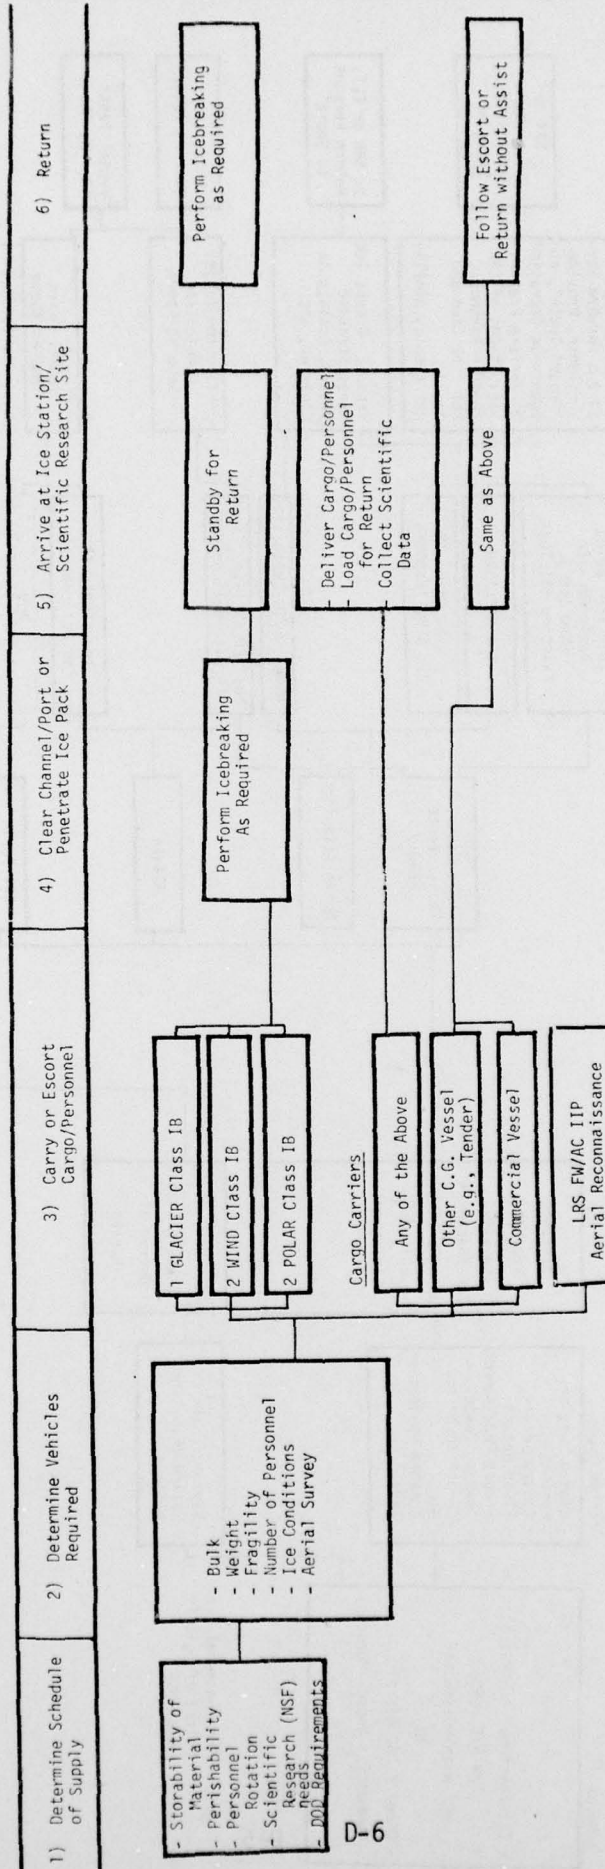 1) Determine Schedule
of Supply
2) Determine Vehicles
Required
3) Carry or Escort
Cargo/Personnel
4) Clear Channel/Port or
Penetrate Ice Pack
5) Arrive at Ice Station/
Scientific Research Site
6) Return
- Storability of
Material
- Perishability
- Personnel
Rotation
- Scientific
Research (NSF)
needs
- DOD Requirements
- Bulk
- Weight
- Fragility
- Number of Personnel
- Ice Conditions
- Aerial Survey
1 GLACIER Class IB
2 WIND Class IB
2 POLAR Class IB
Cargo Carriers
Any of the Above
Other C.G. Vessel
(e.g., Tender)
Commercial Vessel
LRS FW/AC IIP
Aerial Reconnaissance
Perform Icebreaking
As Required
Standby for
Return
- Deliver Cargo/Personnel
- Load Cargo/Personnel
for Return
- Collect Scientific
Data
Same as Above
Perform Icebreaking
as Required
Follow Escort or
Return without Assist
D-6